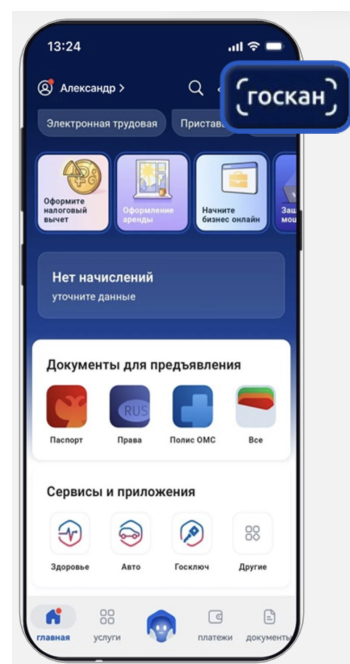 13:24
Александр >
госкан
Электронная трудовая
Пристав
Оформите
налоговый
вычет
Оформление
аренды
Начните
бизнес онлайн
Нет начислений
уточните данные
Документы для предъявления
RUS
Паспорт
Права
Полис ОМС
Все
Сервисы и приложения
Здоровье
Авто
Госключ
Другие
главная
услуги
платежи
документы